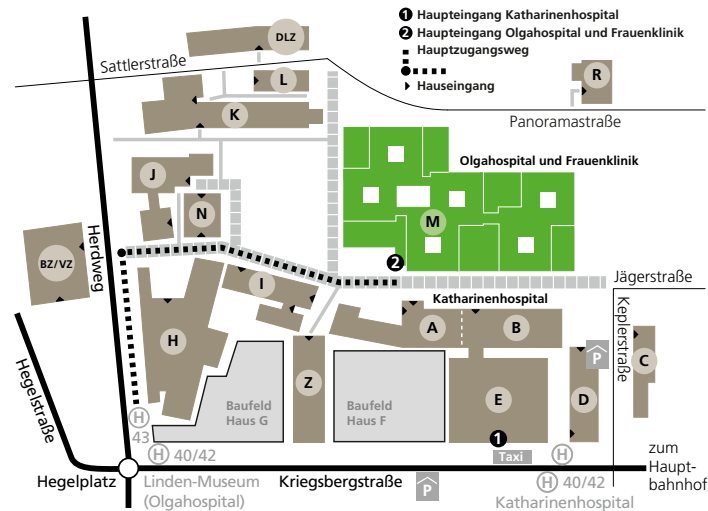 1 Haupteingang Katharinenhospital
2 Haupteingang Olgahospital und Frauenklinik
Hauptzugangsweg
Hauseingang
DLZ
Sattlerstraße
L
R
K
Panoramastraße
Olgahospital und Frauenklinik
J
N
M
Herdweg
BZ/VZ
2
I
Jägerstraße
Katharinenhospital
Keplerstraße
H
A
B
P
C
Hegelstraße
Z
Baufeld
Haus G
Baufeld
Haus F
E
D
H
43
1
H 40/42
Taxi
H
zum
Haupt-
bahnhof
Hegelplatz
Linden-Museum
(Olgahospital)
Kriegsbergstraße
P
H 40/42
Katharinenhospital